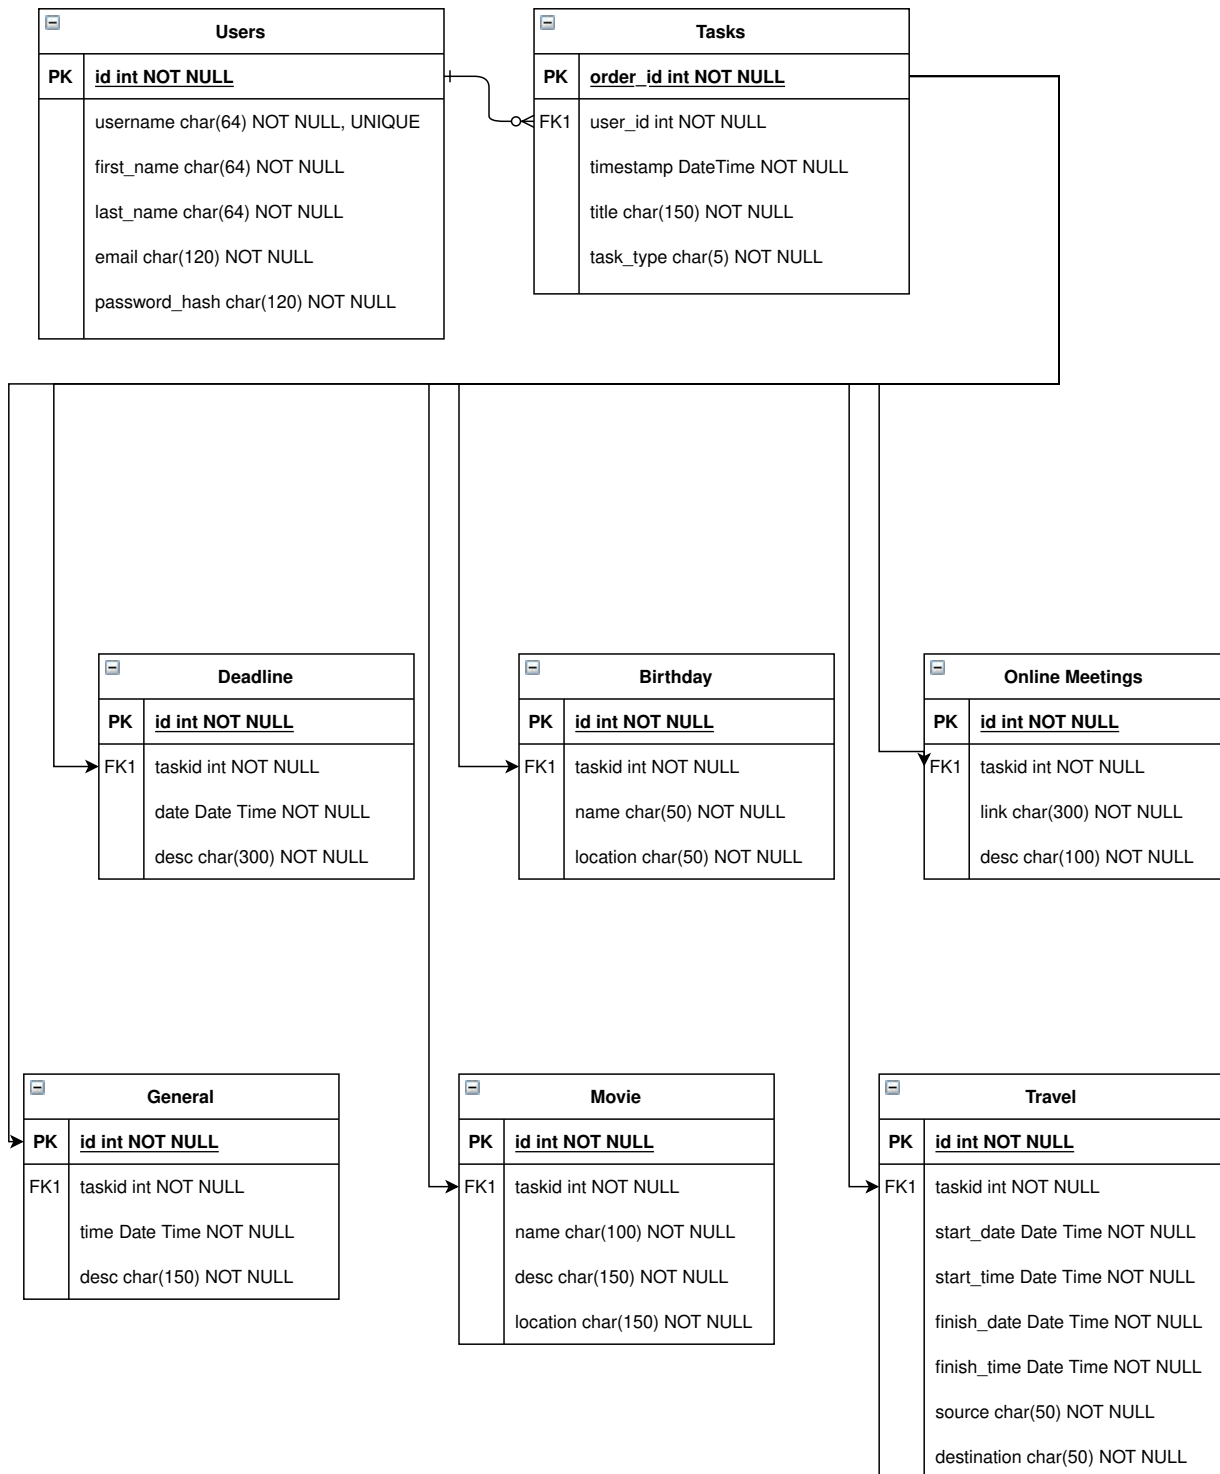 Users
PK id int NOT NULL
username char(64) NOT NULL, UNIQUE
first_name char(64) NOT NULL
last_name char(64) NOT NULL
email char(120) NOT NULL
password_hash char(120) NOT NULL
Tasks
PK order_id int NOT NULL
FK1 user_id int NOT NULL
timestamp DateTime NOT NULL
title char(150) NOT NULL
task_type char(5) NOT NULL
Deadline
PK id int NOT NULL
FK1 taskid int NOT NULL
date Date Time NOT NULL
desc char(300) NOT NULL
Birthday
PK id int NOT NULL
FK1 taskid int NOT NULL
name char(50) NOT NULL
location char(50) NOT NULL
Online Meetings
PK id int NOT NULL
FK1 taskid int NOT NULL
link char(300) NOT NULL
desc char(100) NOT NULL
General
PK id int NOT NULL
FK1 taskid int NOT NULL
time Date Time NOT NULL
desc char(150) NOT NULL
Movie
PK id int NOT NULL
FK1 taskid int NOT NULL
name char(100) NOT NULL
desc char(150) NOT NULL
location char(150) NOT NULL
Travel
PK id int NOT NULL
FK1 taskid int NOT NULL
start_date Date Time NOT NULL
start_time Date Time NOT NULL
finish_date Date Time NOT NULL
finish_time Date Time NOT NULL
source char(50) NOT NULL
destination char(50) NOT NULL